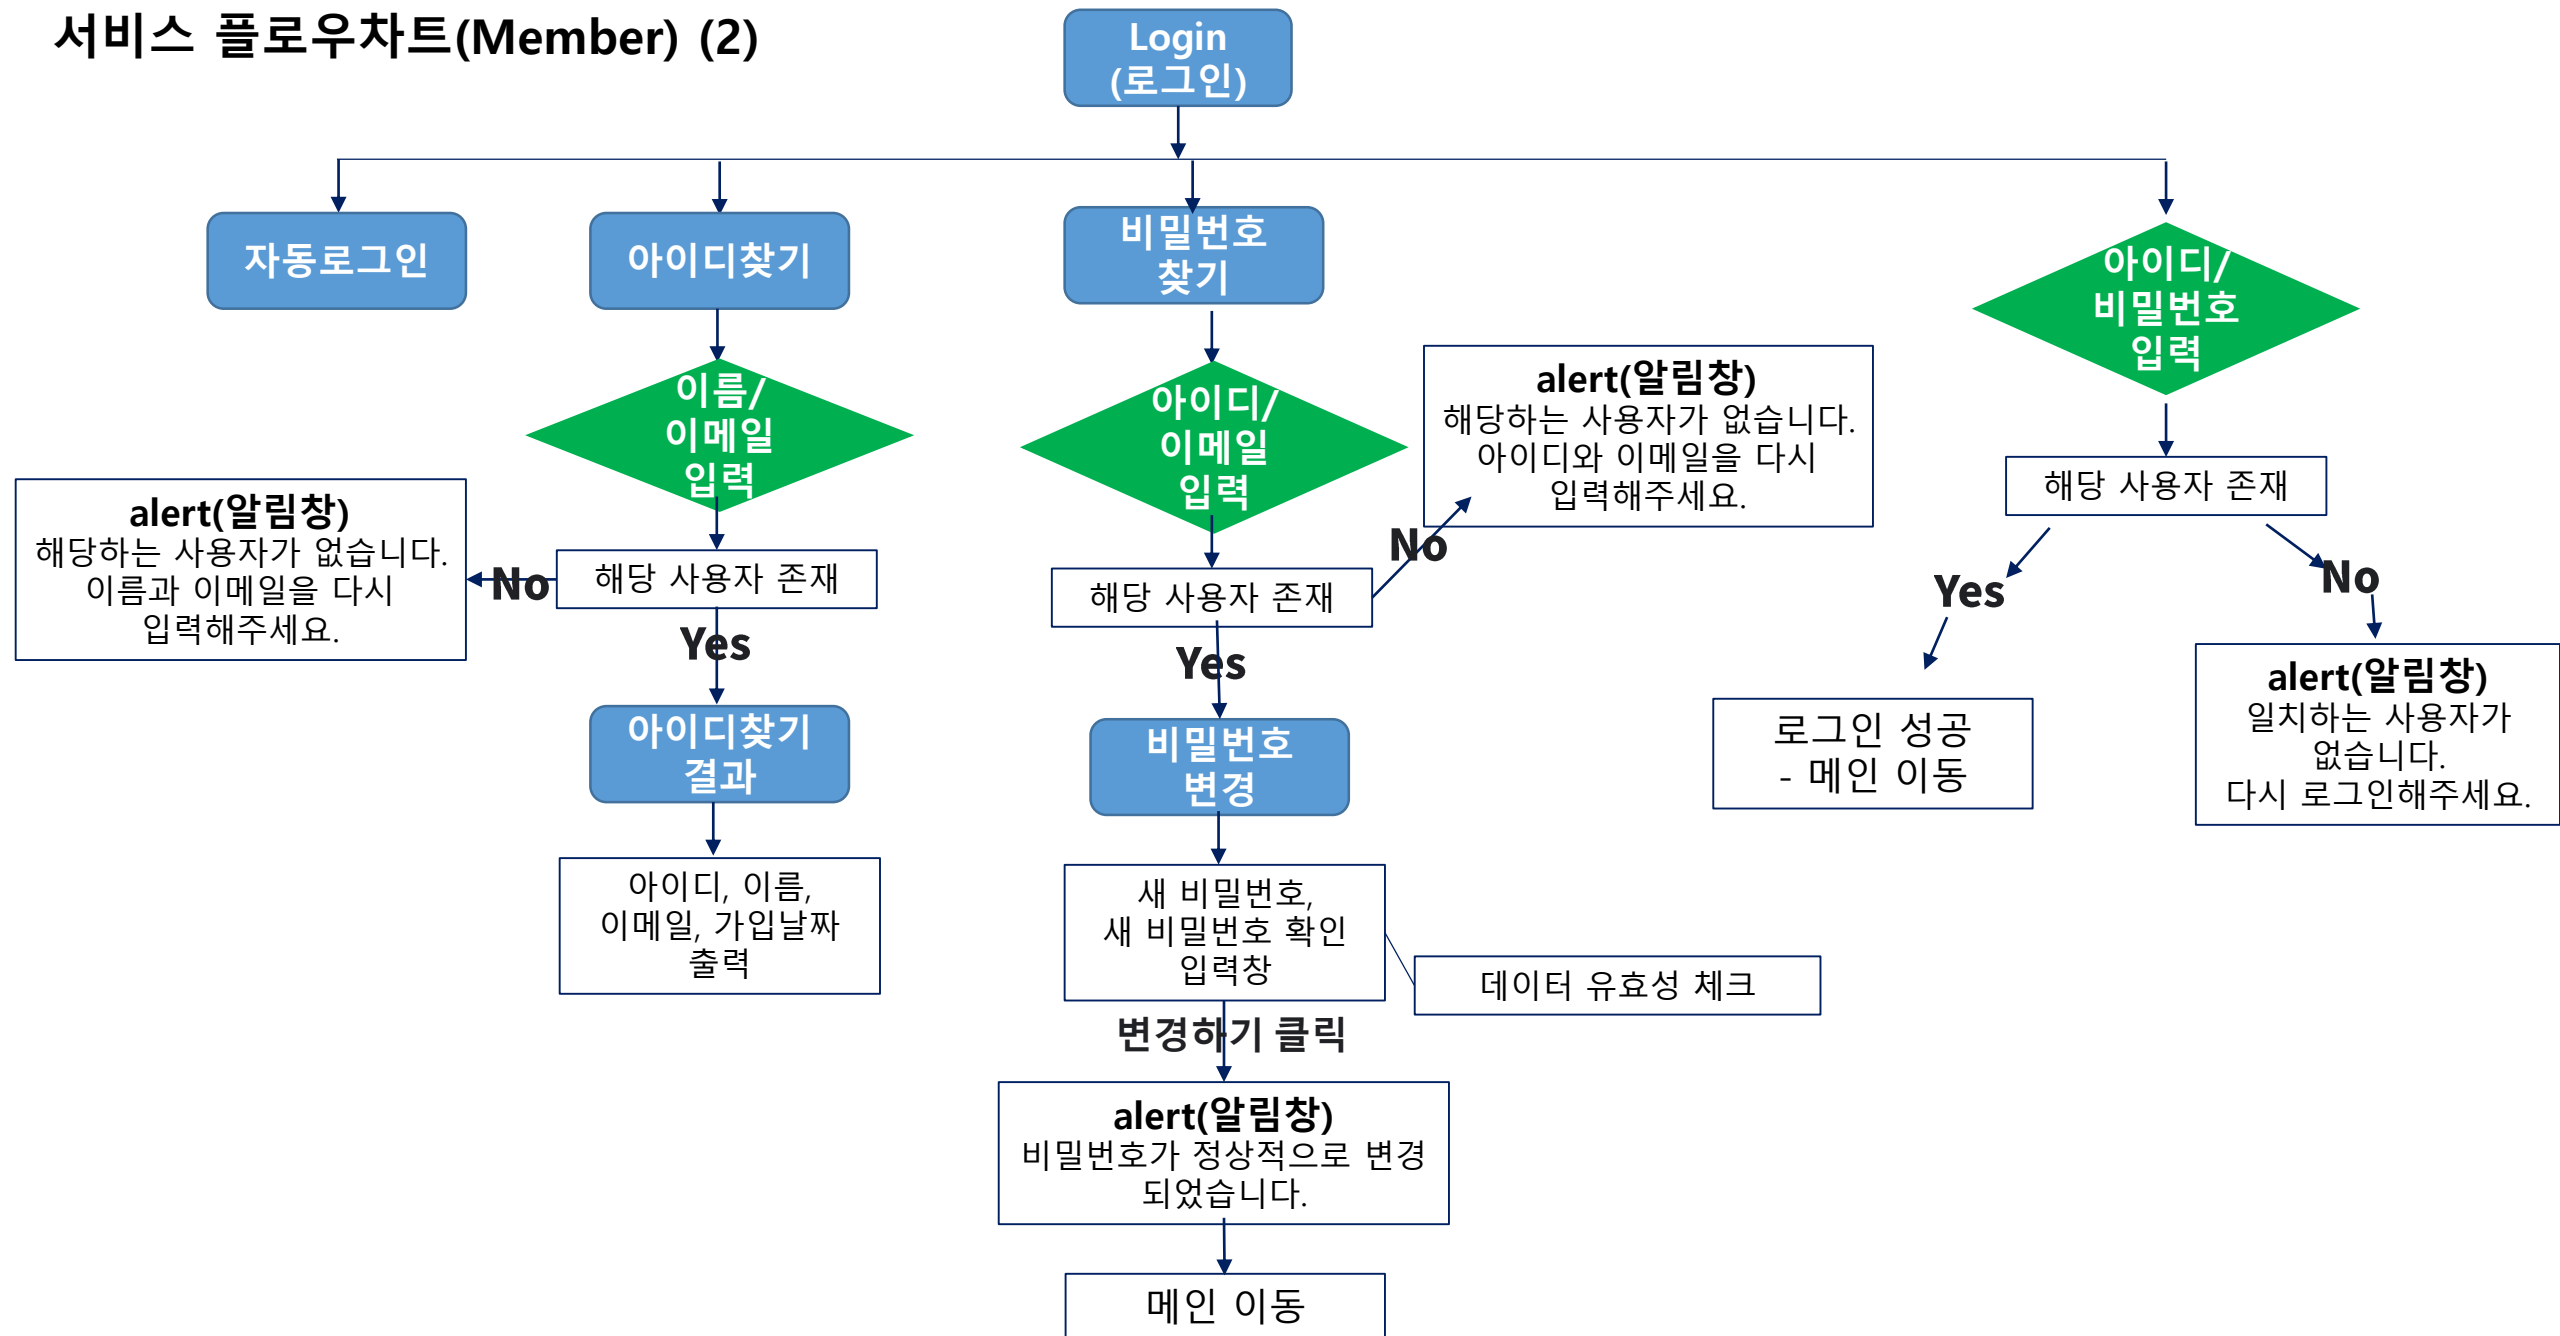 서비스 플로우차트(Member) (2)
Login
(로그인)
자동로그인
아이디찾기
비밀번호
찾기
아이디/
비밀번호
입력
이름/
이메일
입력
아이디/
이메일
입력
alert(알림창)
해당하는 사용자가 없습니다.
아이디와 이메일을 다시
입력해주세요.
해당 사용자 존재
alert(알림창)
해당하는 사용자가 없습니다.
이름과 이메일을 다시
입력해주세요.
No
해당 사용자 존재
No
해당 사용자 존재
Yes
No
Yes
Yes
아이디찾기
결과
비밀번호
변경
로그인 성공
- 메인 이동
alert(알림창)
일치하는 사용자가
없습니다.
다시 로그인해주세요.
아이디, 이름,
이메일, 가입날짜
출력
새 비밀번호,
새 비밀번호 확인
입력창
데이터 유효성 체크
변경하기 클릭
alert(알림창)
비밀번호가 정상적으로 변경
되었습니다.
메인 이동